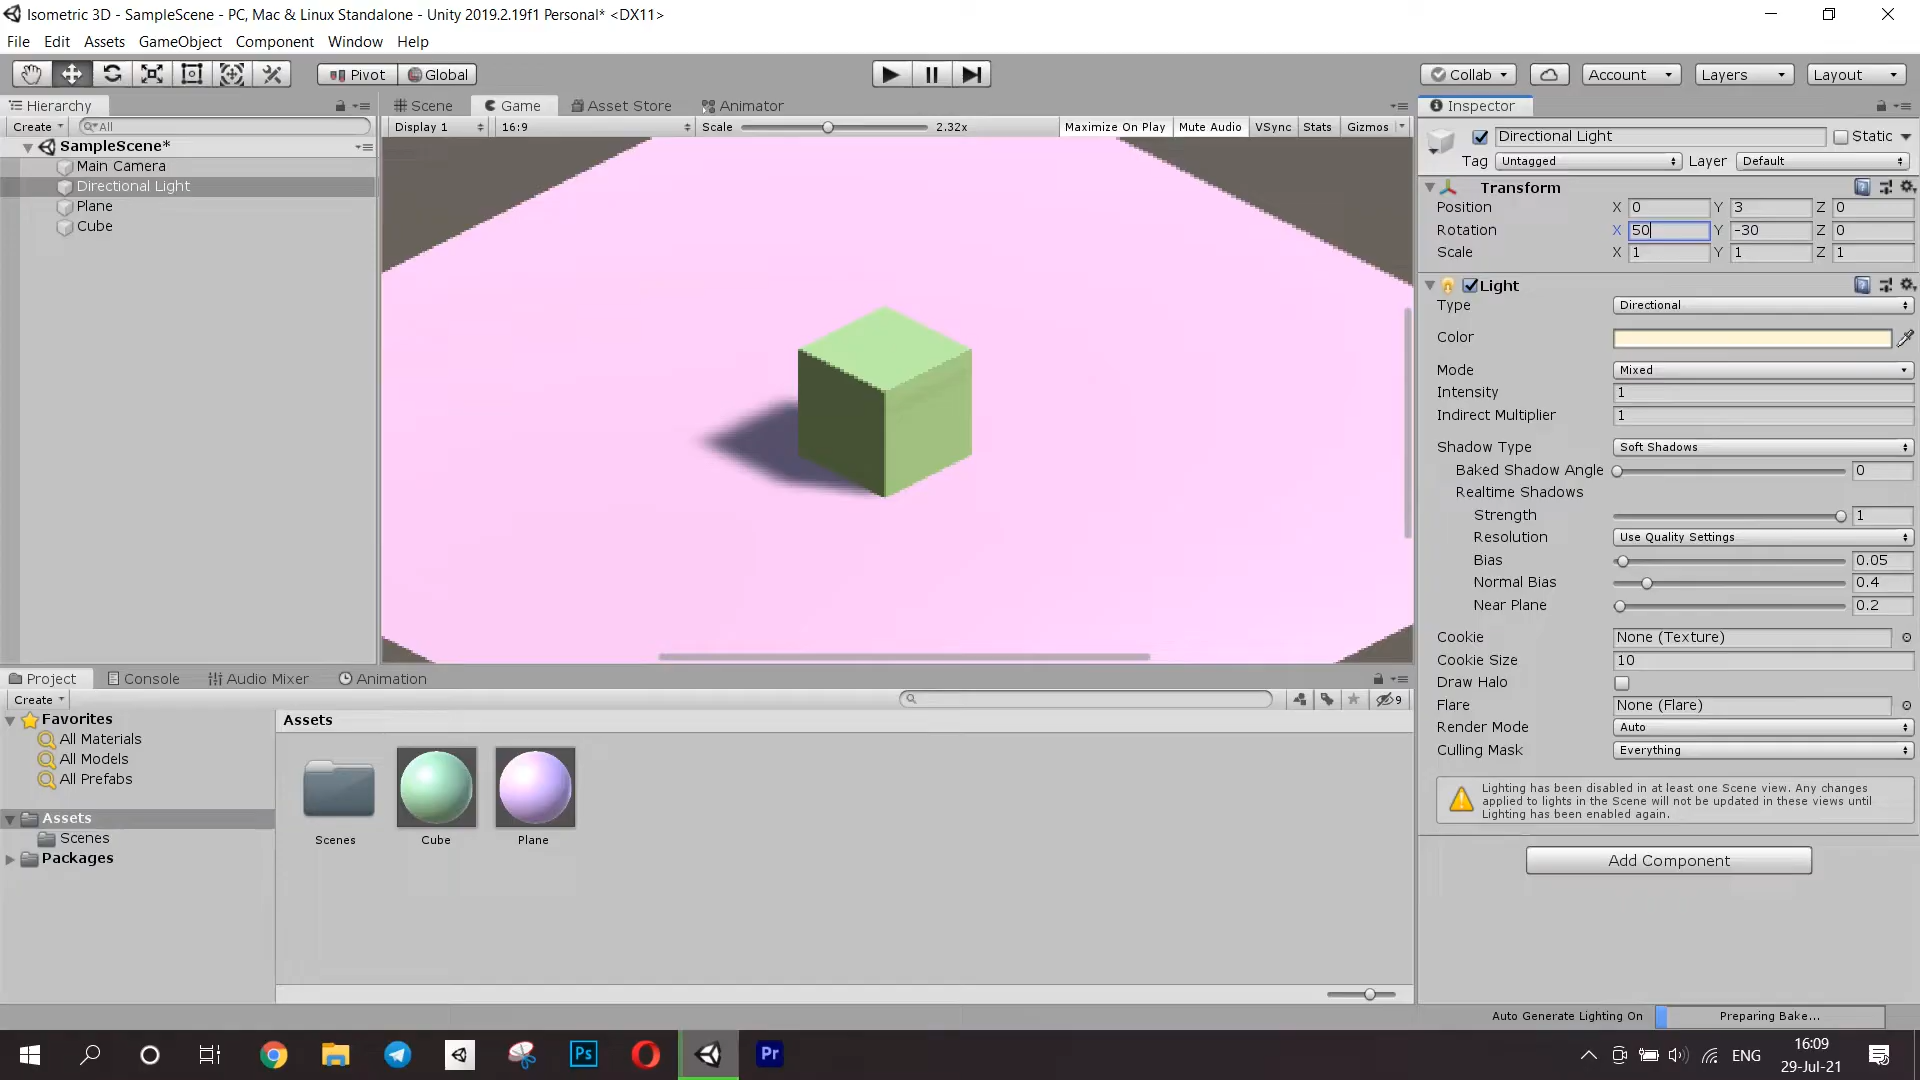 Isometric 3D - SampleScene - PC, Mac & Linux Standalone - Unity 2019.2.19f1 Personal* <DX11>
File Edit Assets GameObject Component Window Help
Pivot Global Collab Account Layers Layout
Hierarchy Scene Game Asset Store Animator Inspector
Create All Display 1 16:9 Scale 2.32x Maximize On Play Mute Audio VSync Stats Gizmos
SampleScene*
Main Camera
Directional Light
Plane
Cube
Directional Light Static
Tag Untagged Layer Default
Transform
Position X 0 Y 3 Z 0
Rotation X 50 Y -30 Z 0
Scale X 1 Y 1 Z 1
Light
Type Directional
Color
Mode Mixed
Intensity 1
Indirect Multiplier 1
Shadow Type Soft Shadows
Baked Shadow Angle 0
Realtime Shadows
Strength 1
Resolution Use Quality Settings
Bias 0.05
Normal Bias 0.4
Near Plane 0.2
Cookie None (Texture)
Cookie Size 10
Draw Halo
Flare None (Flare)
Render Mode Auto
Culling Mask Everything
Lighting has been disabled in at least one Scene view. Any changes
applied to lights in the Scene will not be updated in these views until
Lighting has been enabled again.
Add Component
Project Console Audio Mixer Animation
Create 9
Favorites
All Materials
All Models
All Prefabs
Assets
Scenes
Packages
Assets
Scenes Cube Plane
Auto Generate Lighting On Preparing Bake...
Ps Pr ENG 16:09
29-Jul-21